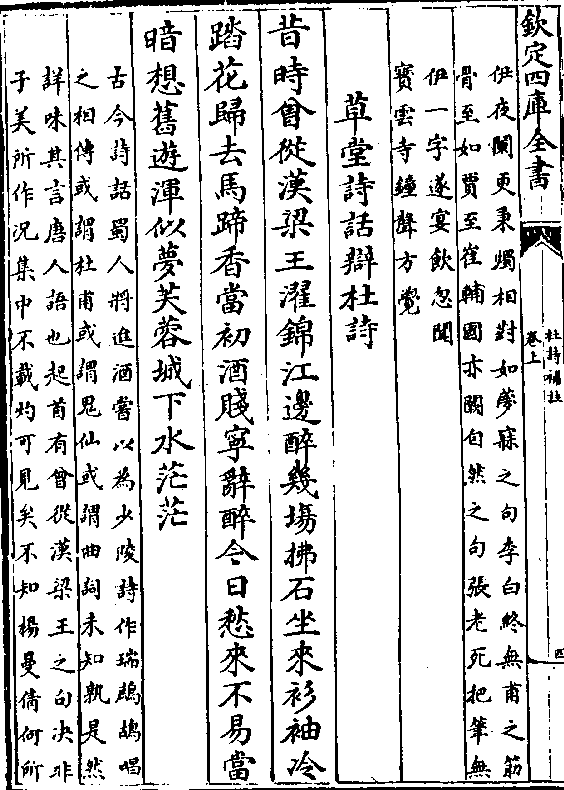 欽定四庫全書
杜詩補註
卷上
四
伊夜闌更秉燭相對如夢寐之句李白終無甫之筋
骨至如賈至崔輔國亦闕白然之句張老死把筆無
伊一字遂宴飲忽聞
寳雲寺鐘聲方覺
草堂詩話辯杜詩
昔時曾從漢梁王濯錦江邊醉幾塲拂石坐來衫袖冷
踏花歸去馬蹄香當初酒賤寧辭醉今日愁來不易當
暗想舊遊渾似夢芙蓉城下水茫茫
古今詩話蜀人將進酒嘗以為少陵詩作瑞鷓鴣唱
之相傳或謂杜甫或謂鬼仙或謂曲詞未知孰是然
詳味其言唐人語也起首有曾從漢梁王之句决非
子美所作况集中不載灼可見矣不知楊曼倩何所